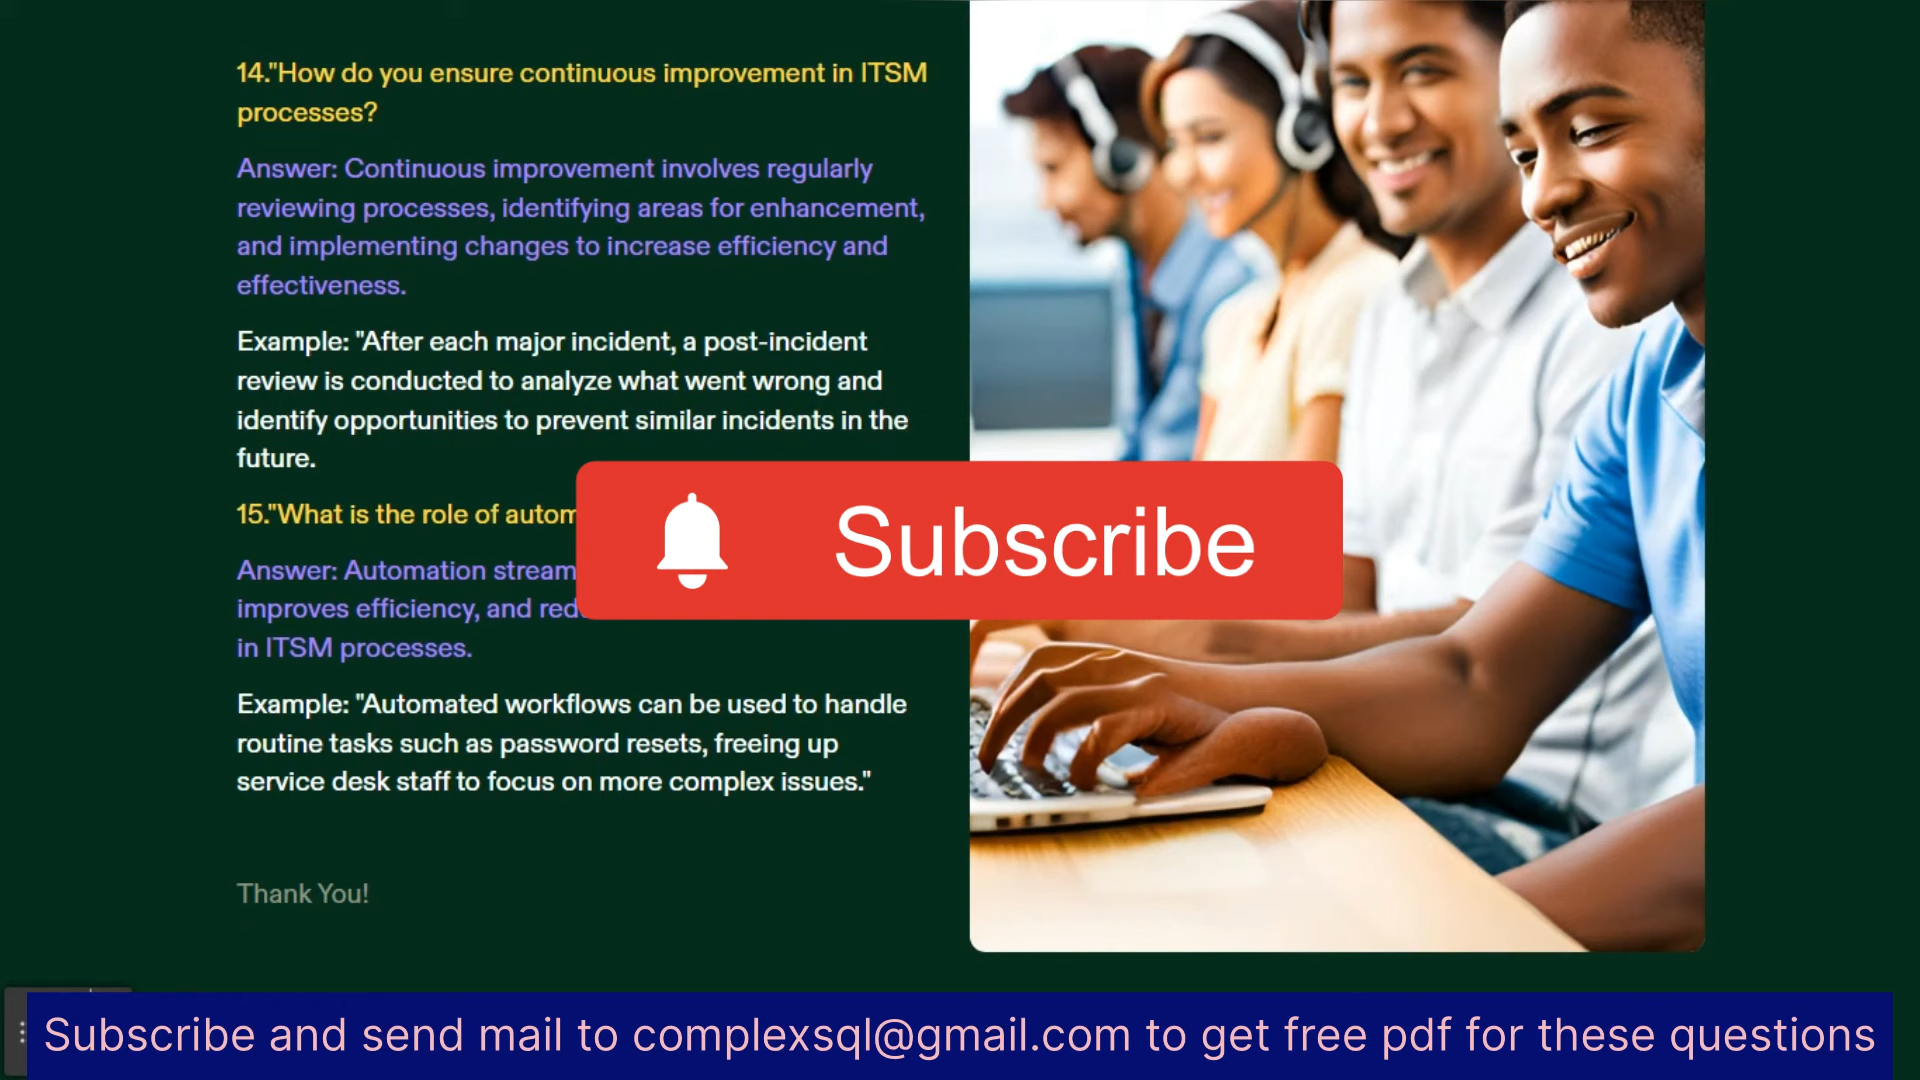 14."How do you ensure continuous improvement in ITSM
processes?
Answer: Continuous improvement involves regularly
reviewing processes, identifying areas for enhancement,
and implementing changes to increase efficiency and
effectiveness.
Example: "After each major incident, a post-incident
review is conducted to analyze what went wrong and
identify opportunities to prevent similar incidents in the
future.
15."What is the role of
Answer: Automation
improves efficiency, and
in ITSM processes.
Subscribe
Example: "Automated workflows can be used to handle
routine tasks such as password resets, freeing up
service desk staff to focus on more complex issues."
Thank You!
Subscribe and send mail to complexsql@gmail.com to get free pdf for these questions